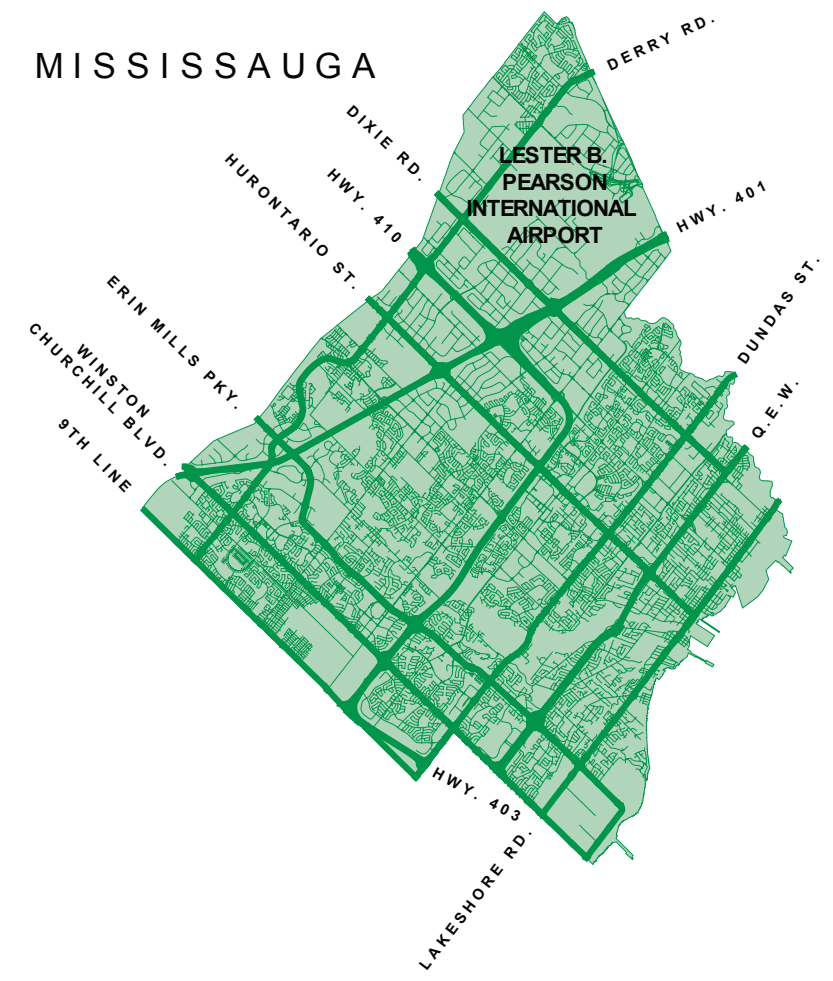 MISSISSAUGA
DERRY RD.
DIXIE RD.
LESTER B.
PEARSON
INTERNATIONAL
AIRPORT
HURONTARIO ST.
HWY. 410
HWY. 401
ERIN MILLS PKY.
DUNDAS ST.
WINSTON
CHURCHILL BLVD.
Q.E.W.
9TH LINE
HWY. 403
LAKESHORE RD.